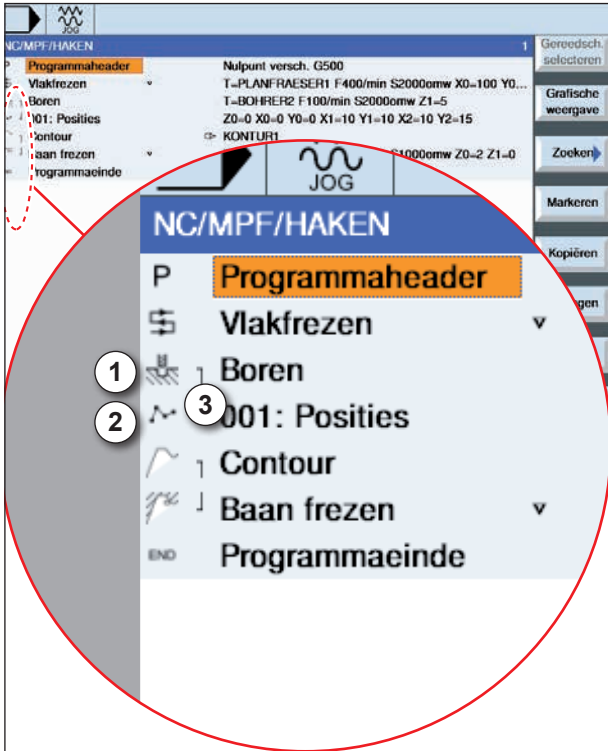 JOG
NC/MPF/HAKEN 1
Gereedsch.
selecteren
P Programmaheader Nulpunt versch. G500
Vlakfrezen v T=PLANFRAESER1 F400/min S2000omw X0=100 Y0...
Boren T=BOHRER2 F100/min S2000omw Z1=5
001: Posities Z0=0 X0=0 Y0=0 X1=10 Y1=10 X2=10 Y2=15
Contour KONTUR1
Baan frezen v S1000omw Z0=2 Z1=0
Programmaeinde
Grafische
weergave
Zoeken
Markeren
Kopiëren
gen
JOG
NC/MPF/HAKEN
P Programmaheader
Vlakfrezen v
1 Boren
2 3 001: Posities
Contour
Baan frezen v
END Programmaeinde